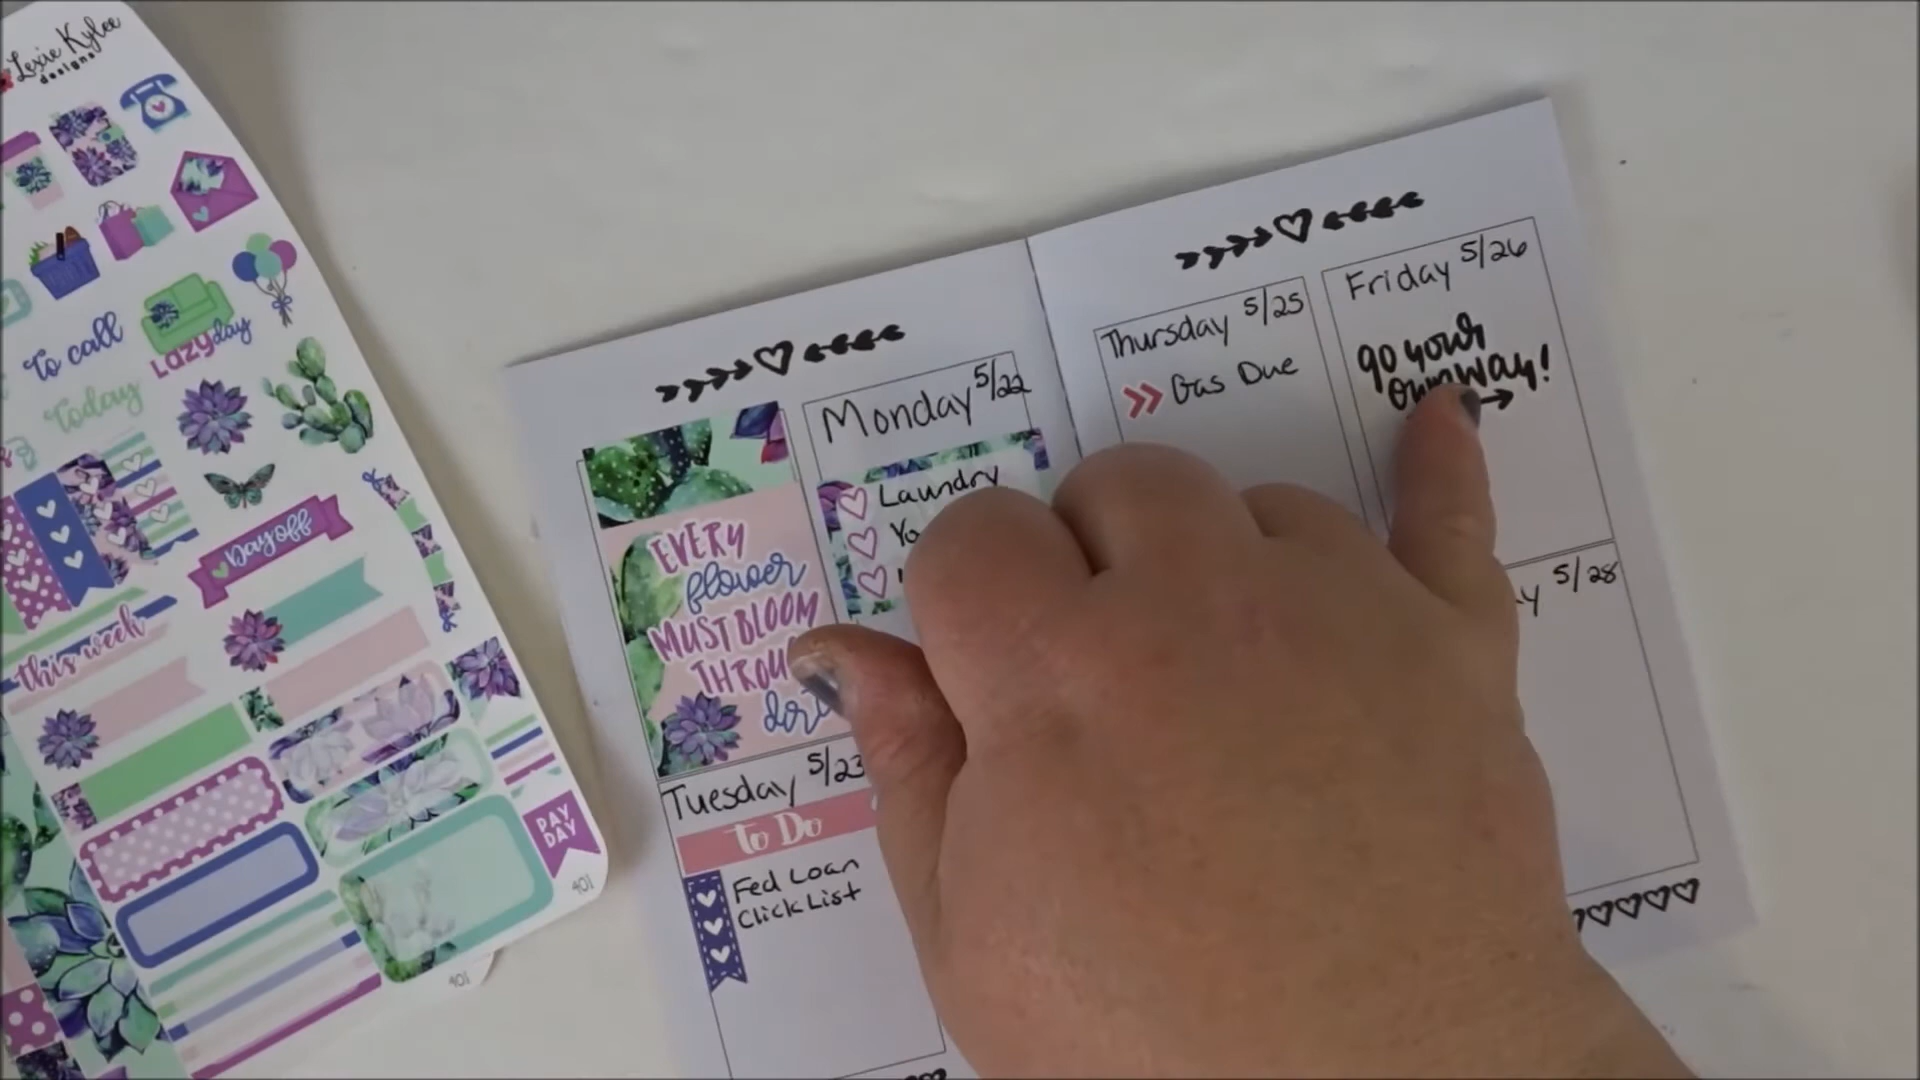 Lexie Kylee
designs
To call
Lazyday
Today
Day off
this week
PAY
DAY
401
401
EVERY
flower
MUST BLOOM
Monday 5/22
Laundry
Tuesday 5/23
to Do
Fed Loan
Click List
Thursday 5/25
Gas Due
Friday 5/26
go your
own way!
5/28